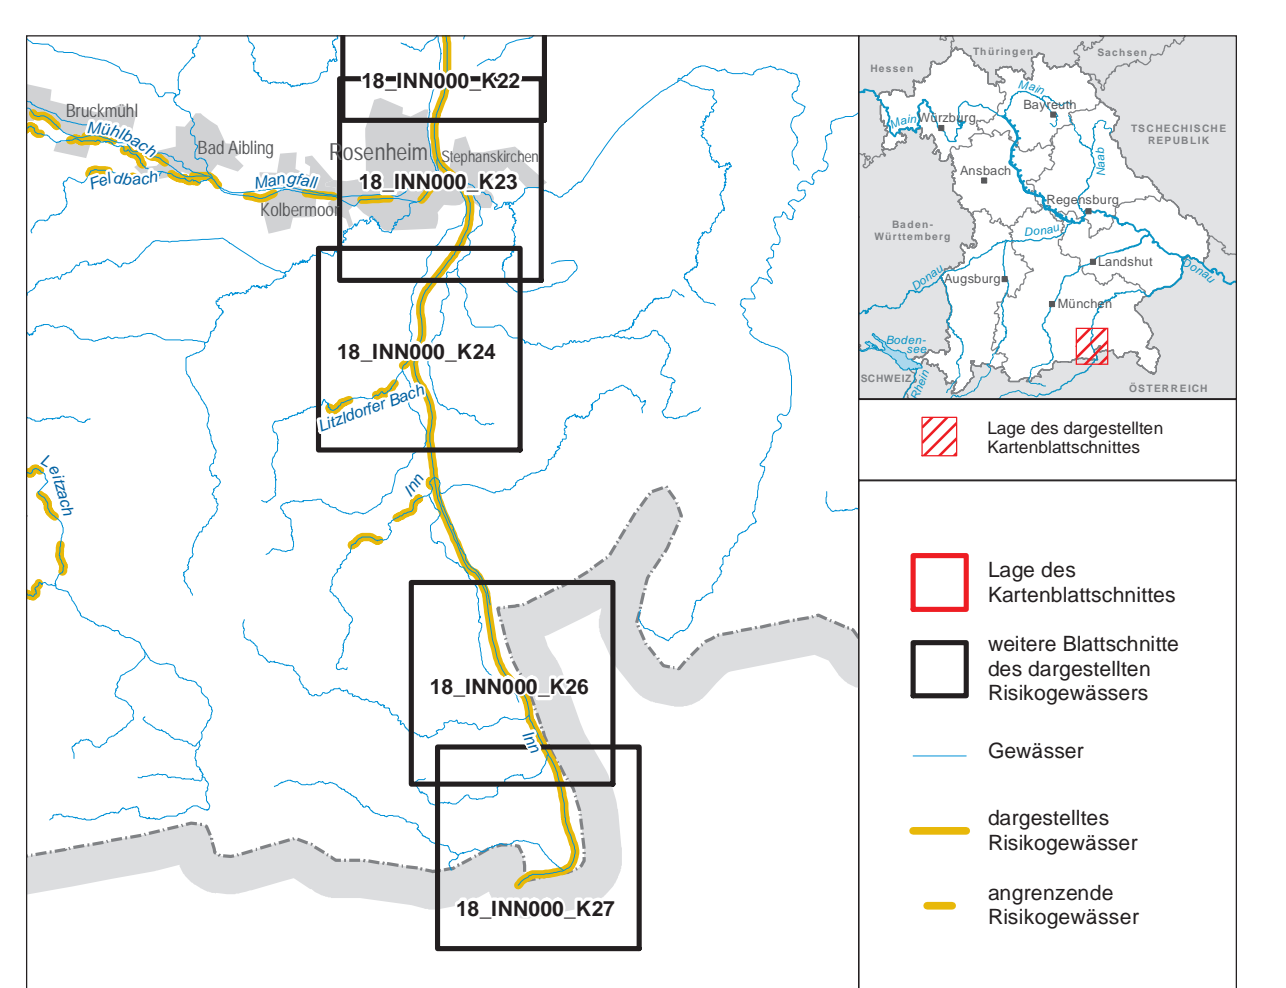 18_INN000_K22
Bruckmühl
Mühlbach
Bad Aibling
Rosenheim
Stephanskirchen
Feldbach
Mangfall
18_INN000_K23
Kolbermoor
18_INN000_K24
Litzldorfer Bach
Leitzach
Inn
18_INN000_K26
Inn
18_INN000_K27
Thüringen
Sachsen
Hessen
Main
Bayreuth
Main
Würzburg
TSCHECHISCHE
REPUBLIK
Naab
Ansbach
Regensburg
Baden-
Württemberg
Donau
Landshut
Donau
Augsburg
Donau
München
Boden-
see
SCHWEIZ
Rhein
ÖSTERREICH
Lage des dargestellten
Kartenblattschnittes
Lage des
Kartenblattschnittes
weitere Blattschnitte
des dargestellten
Risikogewässers
Gewässer
dargestelltes
Risikogewässer
angrenzende
Risikogewässer